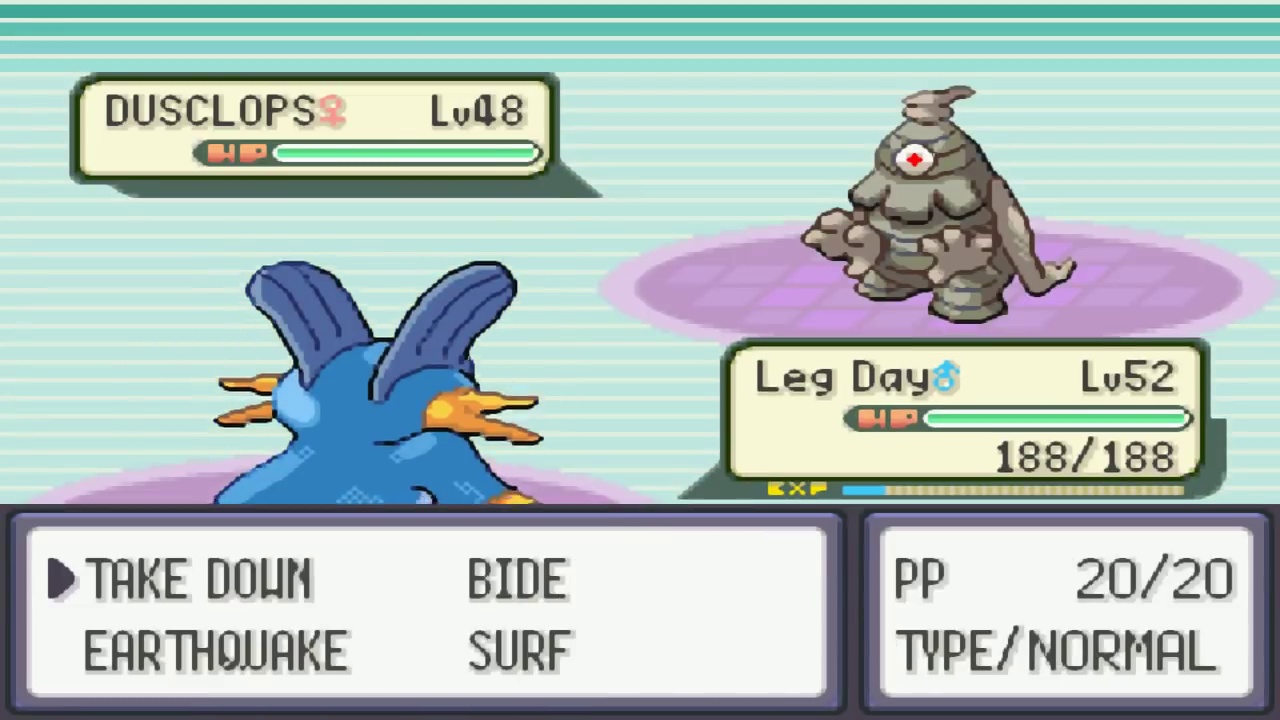 DUSCLOPS♀ Lv48
HP
Leg Day♂ Lv52
HP
188/188
EXP
TAKE DOWN BIDE
EARTHQUAKE SURF
PP 20/20
TYPE/NORMAL